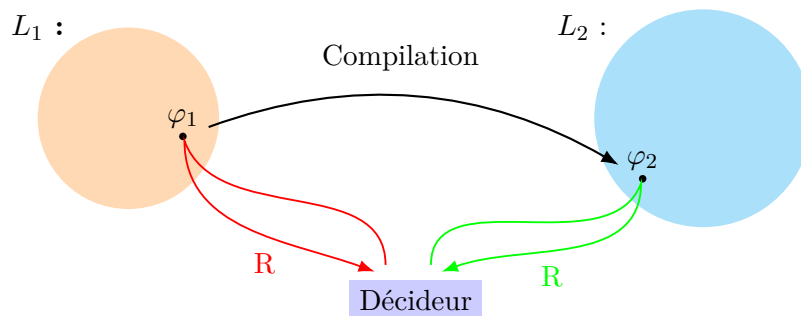 L₁ :
L₂ :
Compilation
φ₁
φ₂
R
R
Décideur